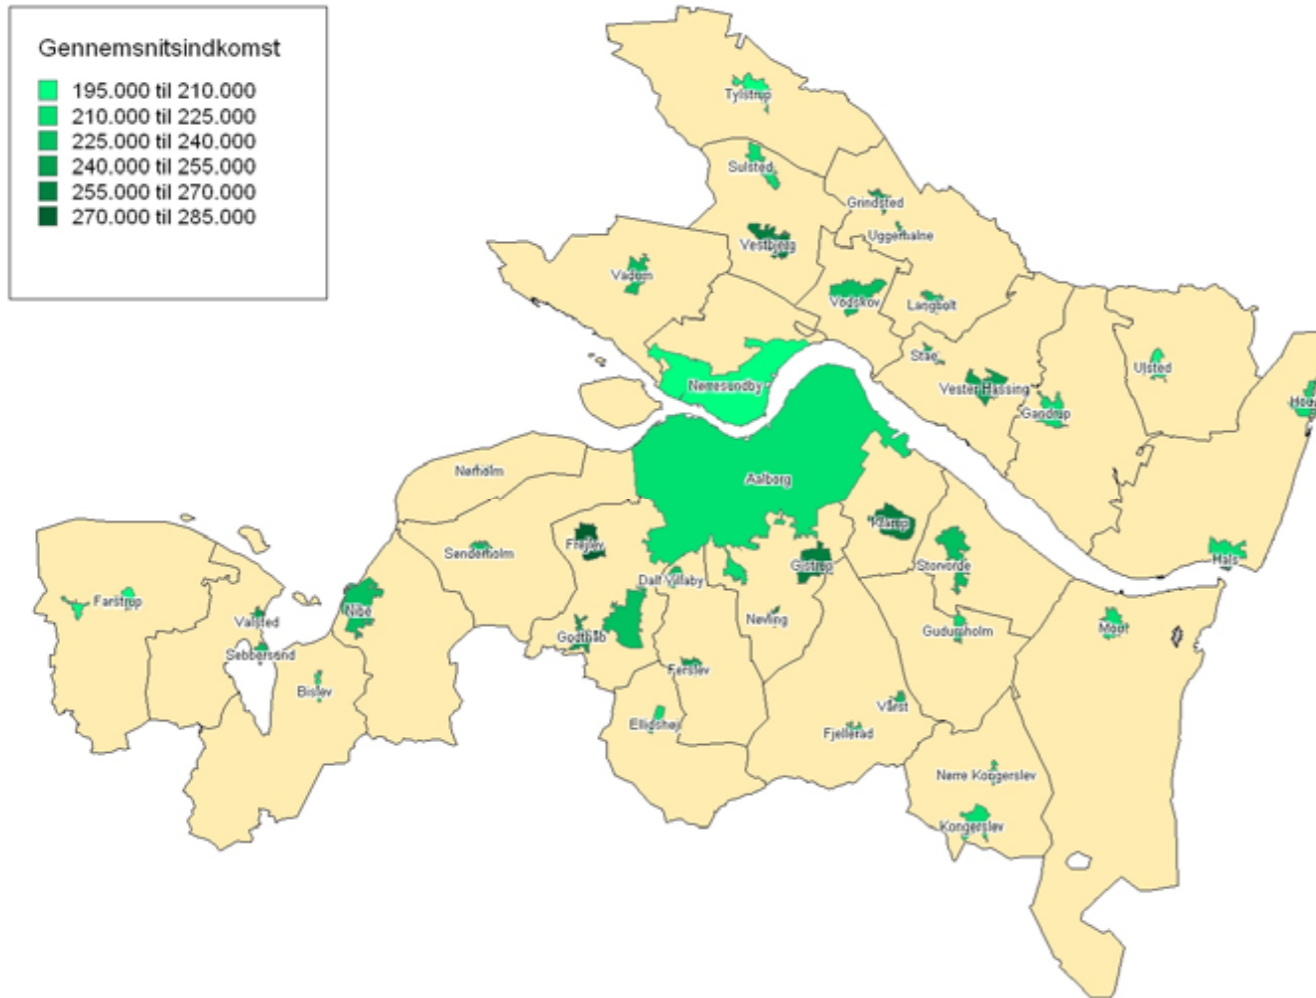 Gennemsnitsindkomst
195.000 til 210.000
210.000 til 225.000
225.000 til 240.000
240.000 til 255.000
255.000 til 270.000
270.000 til 285.000
Tylstrup
Sulsted
Grindsted
Uggerhalne
Vestbjerg
Vadum
Vodskov
Langholt
Stae
Ulsted
Vester Hassing
Nørresundby
Gandrup
Hou
Nørholm
Aalborg
Klarup
Frejlev
Sønderholm
Hals
Gistrup
Storvorde
Dall Villaby
Farstrup
Nibe
Valsted
Nøvling
Mou
Godthåb
Gudumholm
Sebbersund
Ferslev
Bislev
Vårst
Ellidshøj
Fjellerad
Nørre Kongerslev
Kongerslev